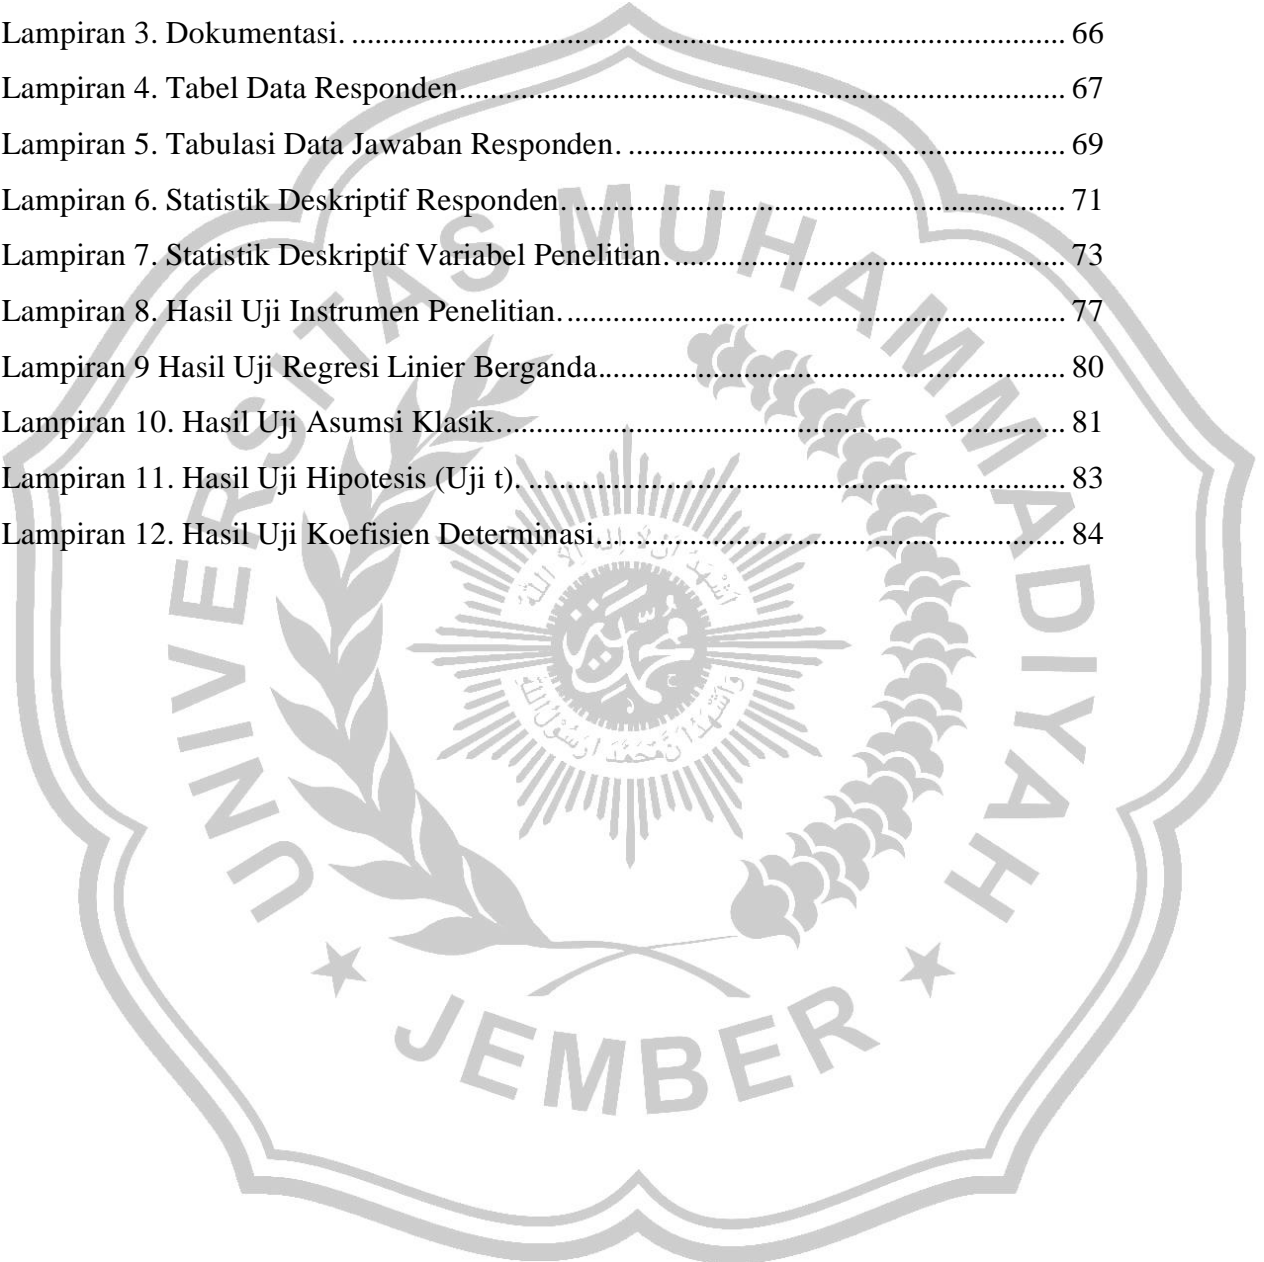 Lampiran 3. Dokumentasi. ........................................................................................ 66
Lampiran 4. Tabel Data Responden.......................................................................... 67
Lampiran 5. Tabulasi Data Jawaban Responden. ...................................................... 69
Lampiran 6. Statistik Deskriptif Responden. ............................................................. 71
Lampiran 7. Statistik Deskriptif Variabel Penelitian. ................................................ 73
Lampiran 8. Hasil Uji Instrumen Penelitian. ............................................................. 77
Lampiran 9 Hasil Uji Regresi Linier Berganda.......................................................... 80
Lampiran 10. Hasil Uji Asumsi Klasik...................................................................... 81
Lampiran 11. Hasil Uji Hipotesis (Uji t). .................................................................. 83
Lampiran 12. Hasil Uji Koefisien Determinasi.......................................................... 84
UNIVERSITAS MUHAMMADIYAH
JEMBER